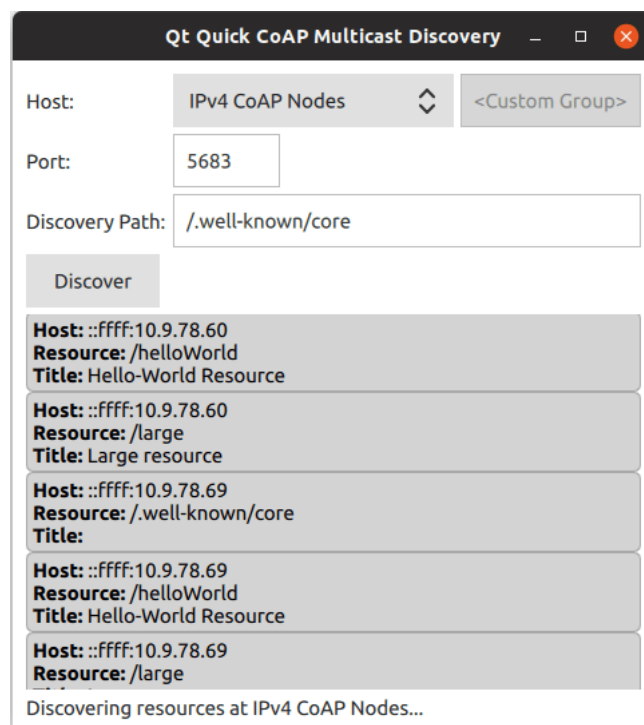 Qt Quick CoAP Multicast Discovery
Host: IPv4 CoAP Nodes <Custom Group>
Port: 5683
Discovery Path: /.well-known/core
Discover
Host: ::ffff:10.9.78.60
Resource: /helloWorld
Title: Hello-World Resource
Host: ::ffff:10.9.78.60
Resource: /large
Title: Large resource
Host: ::ffff:10.9.78.69
Resource: /.well-known/core
Title:
Host: ::ffff:10.9.78.69
Resource: /helloWorld
Title: Hello-World Resource
Host: ::ffff:10.9.78.69
Resource: /large
Discovering resources at IPv4 CoAP Nodes...